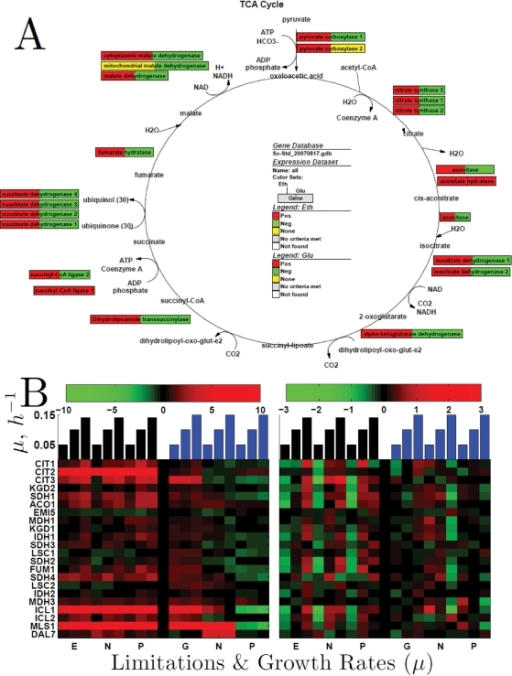 A
TCA Cycle
pyruvate
ATP
HCO3-
pyruvate carboxylase 1
pyruvate carboxylase 2
ADP
phosphate
oxaloacetic acid
acetyl-CoA
cytoplasmic malate dehydrogenase
mitochondrial malate dehydrogenase
malate dehydrogenase
H+
NADH
NAD
H2O
Coenzyme A
citrate synthase 3
citrate synthase 1
citrate synthase 2
malate
citrate
H2O
H2O
fumarate hydratase
aconitase
aconitate hydratase
fumarate
cis-aconitate
Gene Database
Sc-Std_20070817.gdb
Expression Dataset
Name: all
Color Sets:
Eth
Glu
Gene
Legend: Eth
Pos
Neg
None
No criteria met
Not found
Legend: Glu
Pos
Neg
None
No criteria met
Not found
succinate dehydrogenase 4
succinate dehydrogenase 3
succinate dehydrogenase 2
succinate dehydrogenase 1
ubiquinol (30)
ubiquinone (30)
aconitase
H2O
succinate
isocitrate
isocitrate dehydrogenase 1
isocitrate dehydrogenase 2
ATP
Coenzyme A
succinyl-CoA ligase 2
succinyl-CoA ligase 1
ADP
phosphate
NAD
CO2
NADH
succinyl-CoA
2-oxoglutarate
Dihydrolipoamide transsuccinylase
alpha-ketoglutarate dehydrogenase
dihydrolipoyl-oxo-glut-e2
CO2
succinyl-lipoate
dihydrolipoyl-oxo-glut-e2
CO2
B
−10 −5 0 5 10
−3 −2 −1 0 1 2 3
μ, h−1
0.15
0.05
CIT1
CIT2
CIT3
KGD2
SDH1
ACO1
EMI5
MDH1
KGD1
IDH1
SDH3
LSC1
SDH2
FUM1
SDH4
LSC2
IDH2
MDH3
ICL1
ICL2
MLS1
DAL7
E N P G N P
E N P G N P
Limitations & Growth Rates (μ)